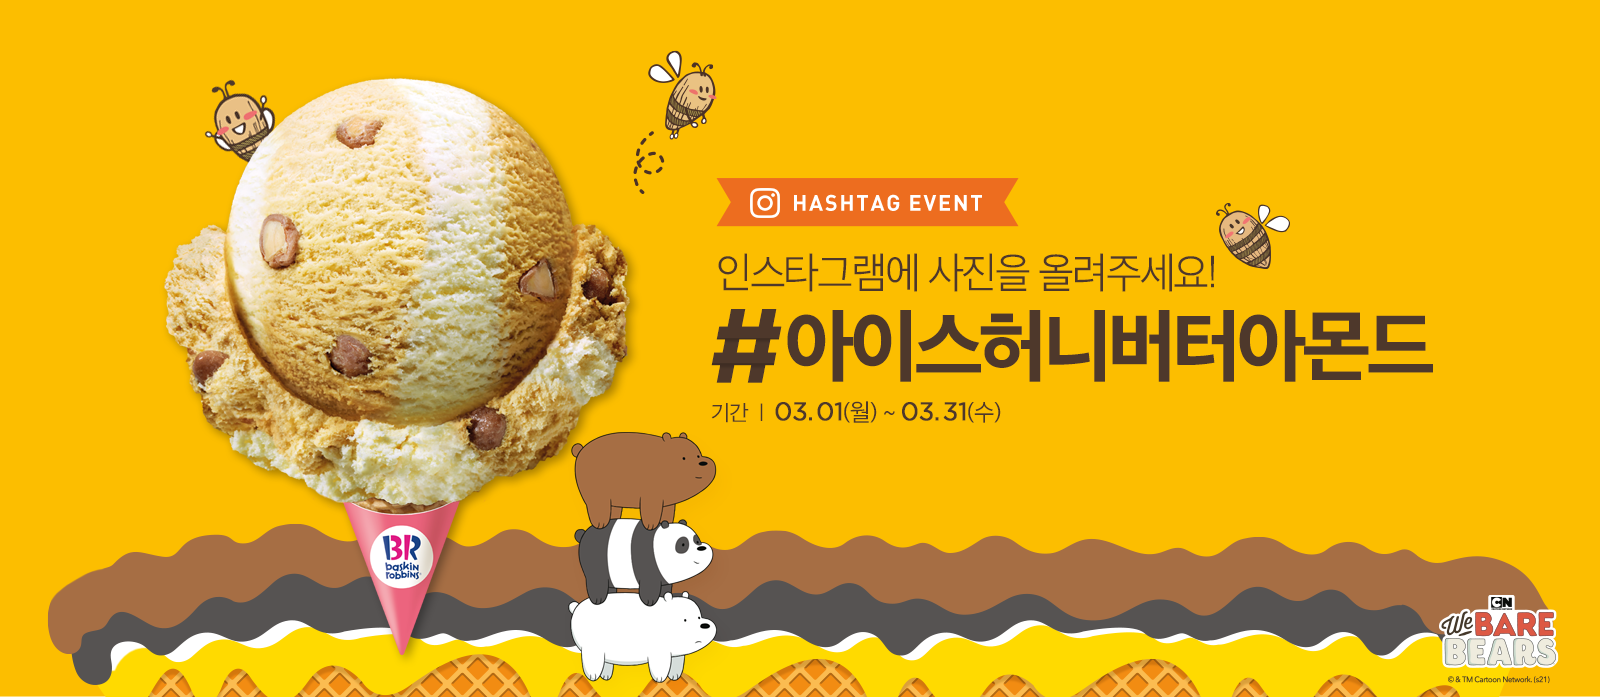 HASHTAG EVENT
인스타그램에 사진을 올려주세요!
#아이스허니버터아몬드
기간 | 03.01(월) ~ 03.31(수)
BR
baskin
robbins
CN
We BARE
BEARS
© & TM Cartoon Network. (s21)